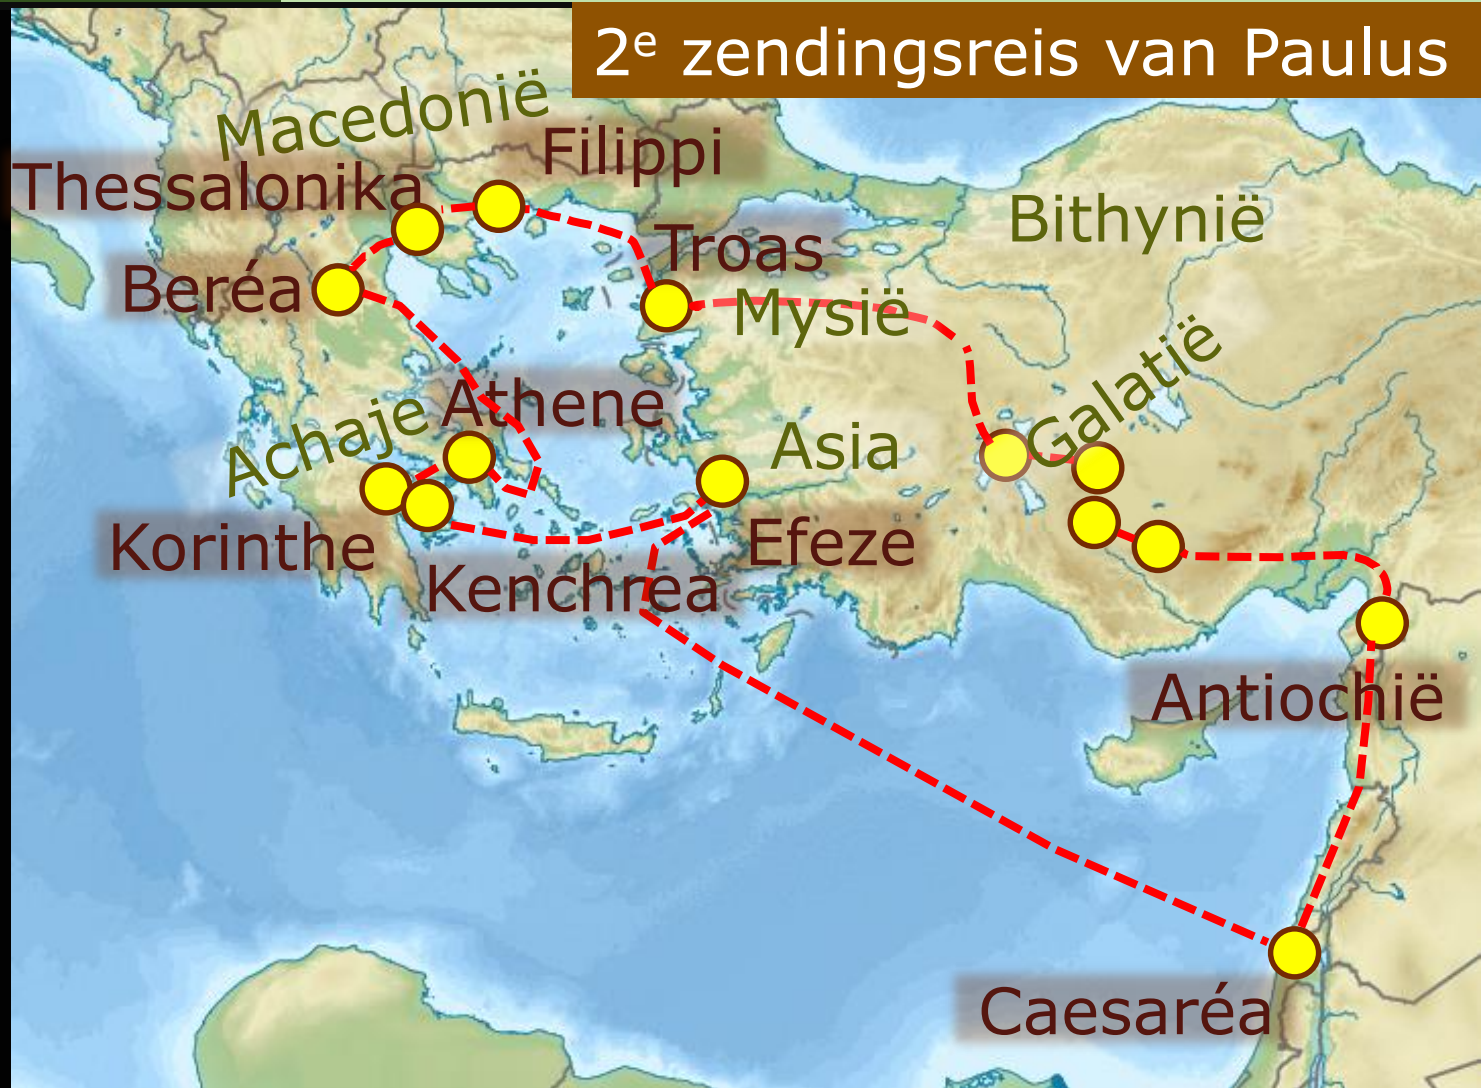 2e zendingsreis van Paulus
Macedonië
Filippi
Thessalonika
Bithynië
Troas
Beréa
Mysië
Galatië
Athene
Achaje
Asia
Korinthe
Efeze
Kenchrea
Antiochië
Caesaréa